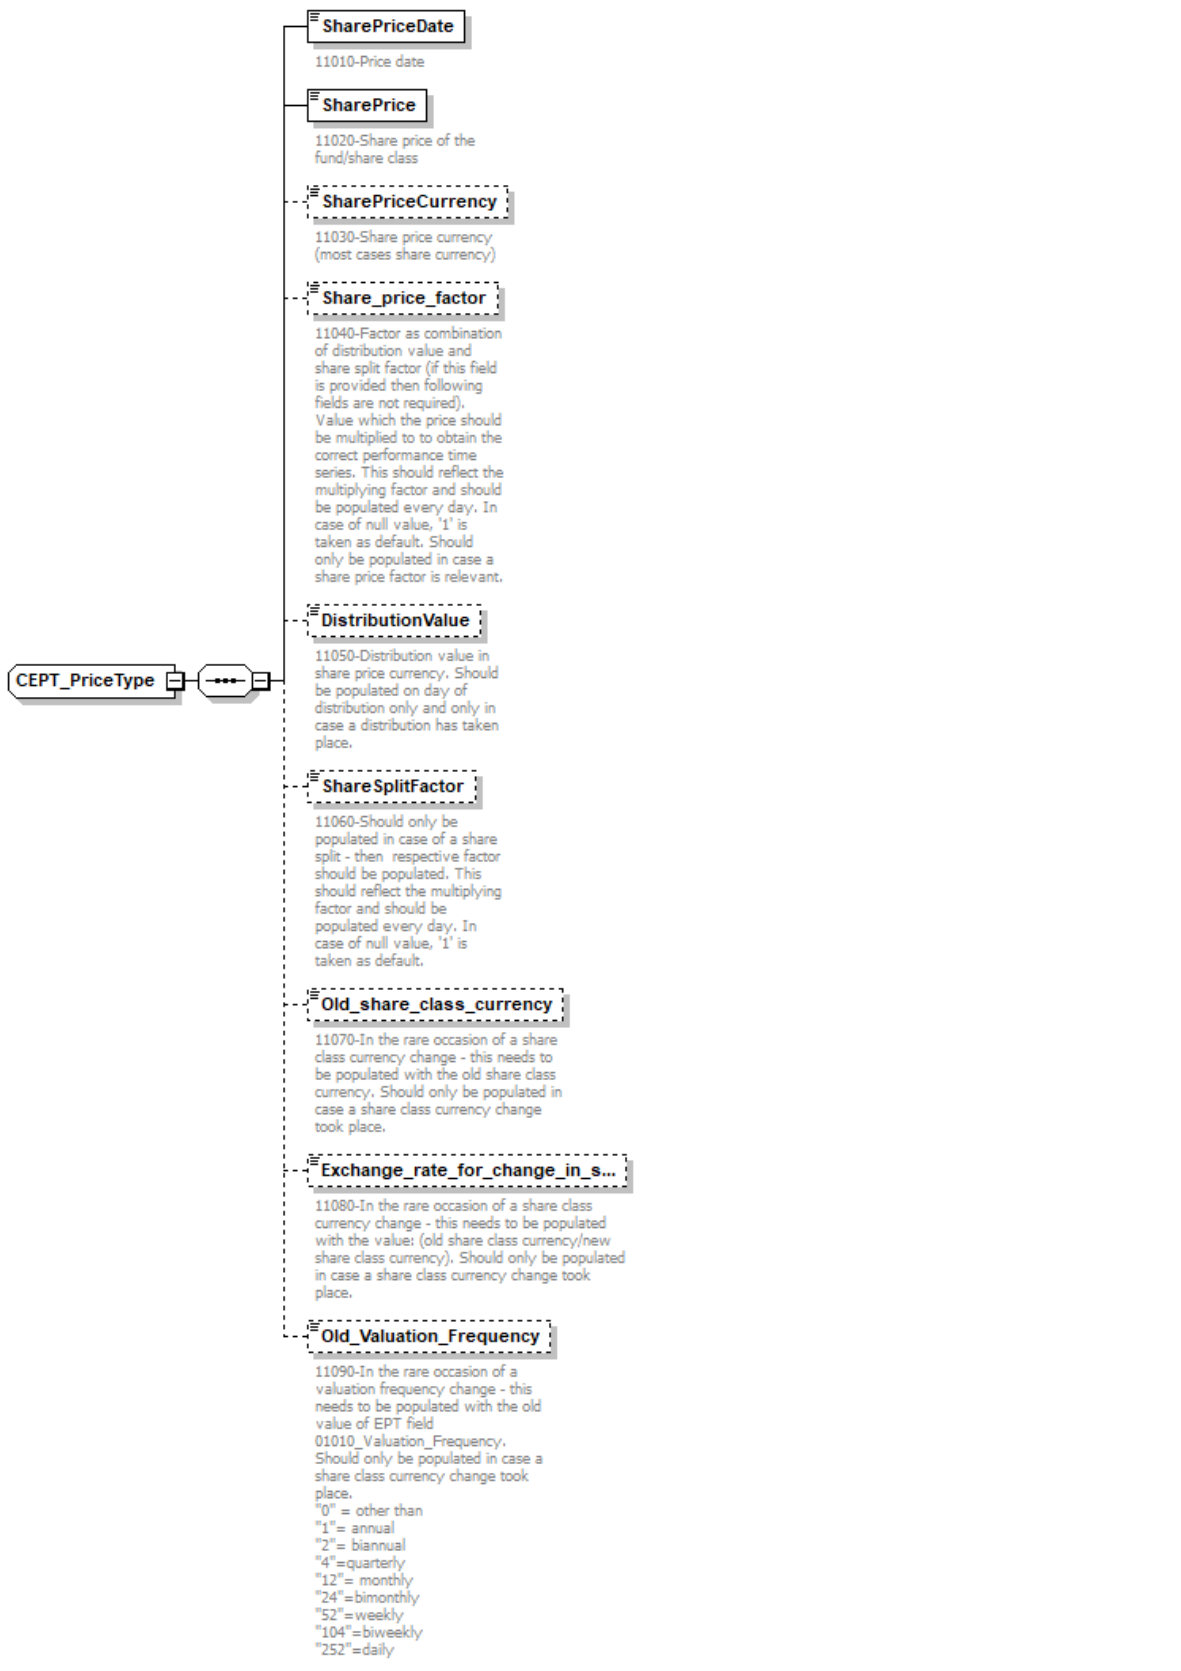 SharePriceDate
11010-Price date
SharePrice
11020-Share price of the
fund/share class
SharePriceCurrency
11030-Share price currency
(most cases share currency)
Share_price_factor
11040-Factor as combination
of distribution value and
share split factor (if this field
is provided then following
fields are not required).
Value which the price should
be multiplied to to obtain the
correct performance time
series. This should reflect the
multiplying factor and should
be populated every day. In
case of null value, '1' is
taken as default. Should
only be populated in case a
share price factor is relevant.
DistributionValue
11050-Distribution value in
share price currency. Should
be populated on day of
distribution only and only in
case a distribution has taken
place.
CEPT_PriceType
ShareSplitFactor
11060-Should only be
populated in case of a share
split - then  respective factor
should be populated. This
should reflect the multiplying
factor and should be
populated every day. In
case of null value, '1' is
taken as default.
Old_share_class_currency
11070-In the rare occasion of a share
class currency change - this needs to
be populated with the old share class
currency. Should only be populated in
case a share class currency change
took place.
Exchange_rate_for_change_in_s...
11080-In the rare occasion of a share class
currency change - this needs to be populated
with the value: (old share class currency/new
share class currency). Should only be populated
in case a share class currency change took
place.
Old_Valuation_Frequency
11090-In the rare occasion of a
valuation frequency change - this
needs to be populated with the old
value of EPT field
01010_Valuation_Frequency.
Should only be populated in case a
share class currency change took
place.
"0" = other than
"1"= annual
"2"= biannual
"4"=quarterly
"12"= monthly
"24"=bimonthly
"52"=weekly
"104"=biweekly
"252"=daily